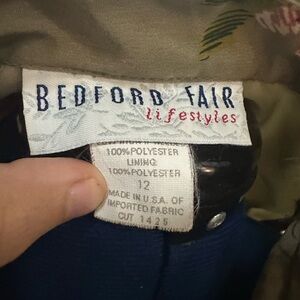 BEDFORD FAIR
lifestyles
100% POLYESTER
LINING:
100% POLYESTER
12
MADE IN U.S.A. OF
IMPORTED FABRIC
CUT 1425